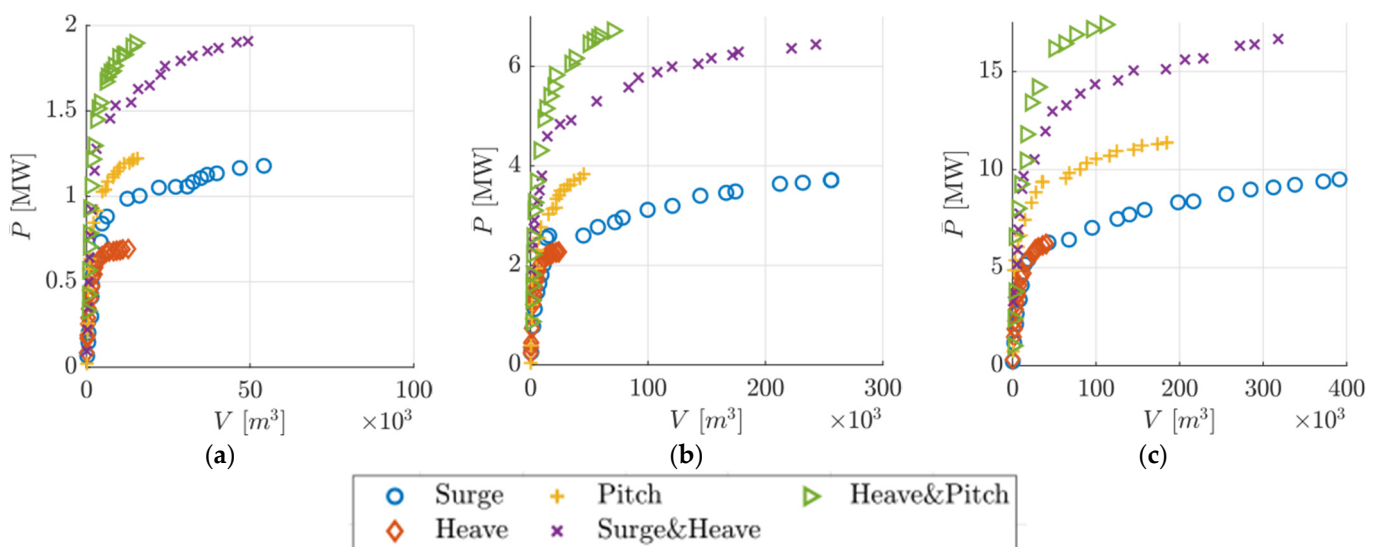 2
1.5
1
0.5
0
P̄ [MW]
0 50 100
V [m³] ×10³
(a)
6
4
2
0
P [MW]
0 100 200 300
V [m³] ×10³
(b)
15
10
5
0
P̄ [MW]
0 100 200 300 400
V [m³] ×10³
(c)
Surge Pitch Heave&Pitch
Heave Surge&Heave